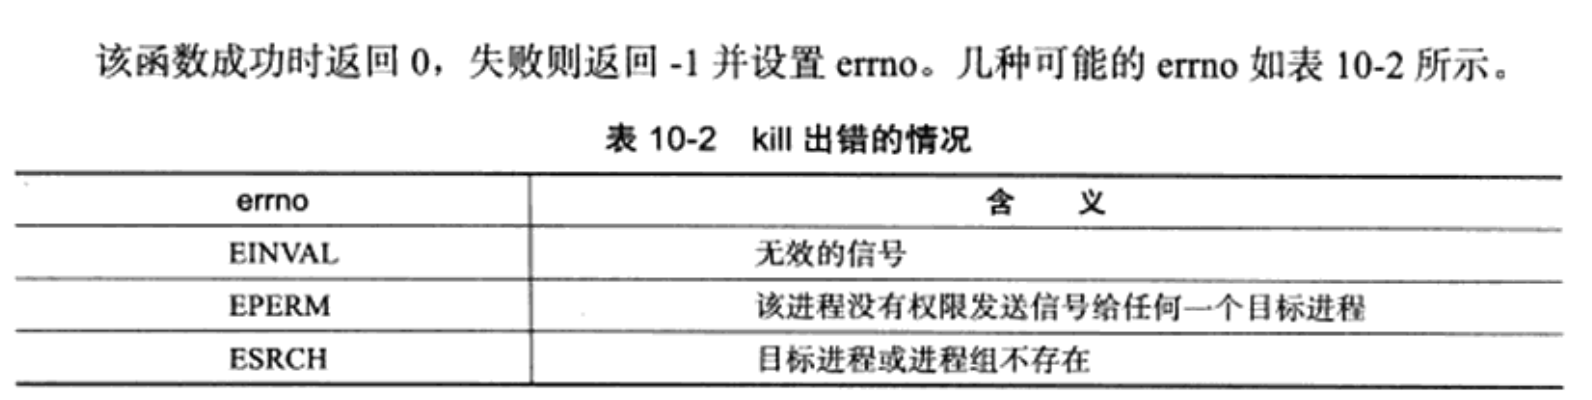 该函数成功时返回 0，失败则返回 -1 并设置 errno。几种可能的 errno 如表 10-2 所示。
表 10-2 kill 出错的情况
errno 含 义
EINVAL 无效的信号
EPERM 该进程没有权限发送信号给任何一个目标进程
ESRCH 目标进程或进程组不存在